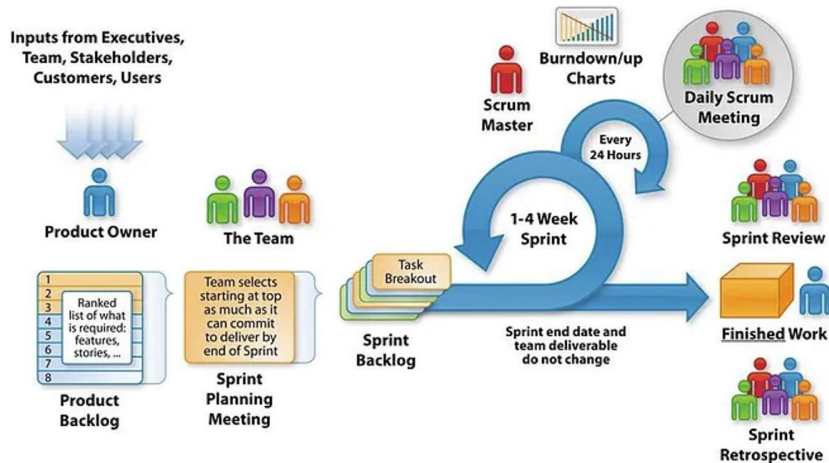 Inputs from Executives,
Team, Stakeholders,
Customers, Users
Product Owner
The Team
1
2
3
4
5
6
7
8
Ranked
list of what
is required:
features,
stories, ...
Product
Backlog
Team selects
starting at top
as much as it
can commit
to deliver by
end of Sprint
Sprint
Planning
Meeting
Task
Breakout
Sprint
Backlog
Scrum
Master
Burndown/up
Charts
Every
24 Hours
Daily Scrum
Meeting
1-4 Week
Sprint
Sprint end date and
team deliverable
do not change
Sprint Review
Finished Work
Sprint
Retrospective